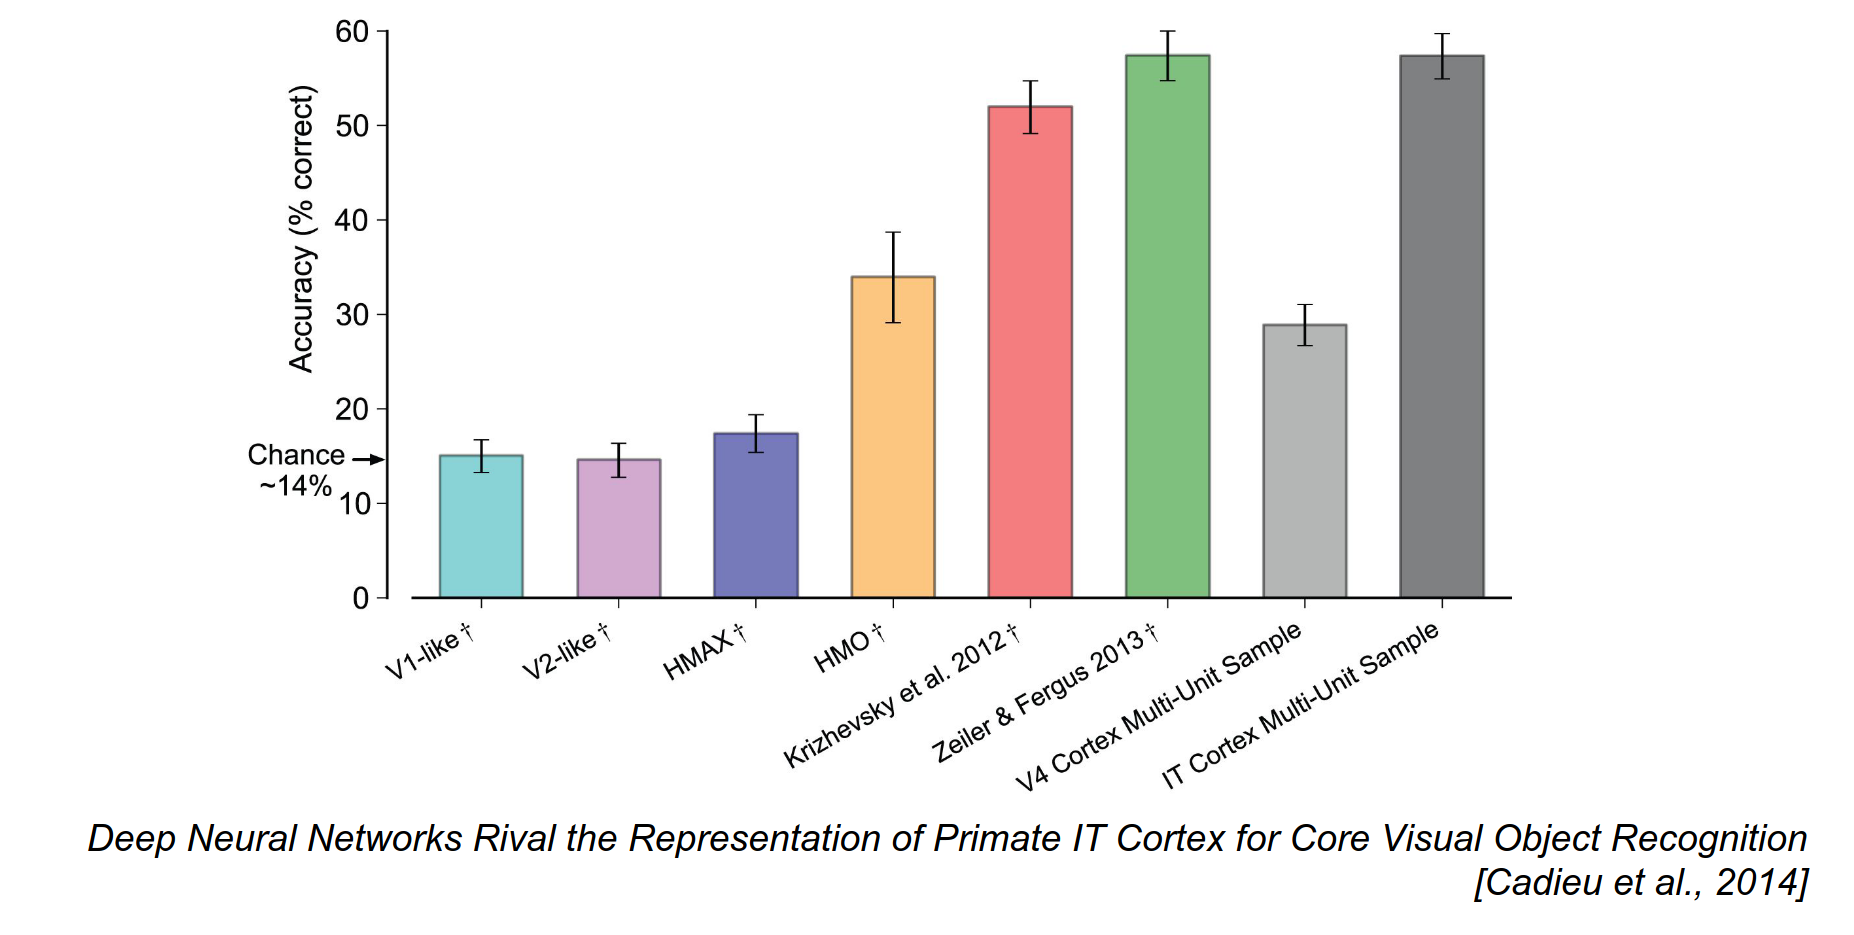 60
50
40
30
20
10
0
Accuracy (% correct)
Chance
~14%
V1-like†
V2-like†
HMAX†
HMO†
Krizhevsky et al. 2012†
Zeiler & Fergus 2013†
V4 Cortex Multi-Unit Sample
IT Cortex Multi-Unit Sample
Deep Neural Networks Rival the Representation of Primate IT Cortex for Core Visual Object Recognition
[Cadieu et al., 2014]